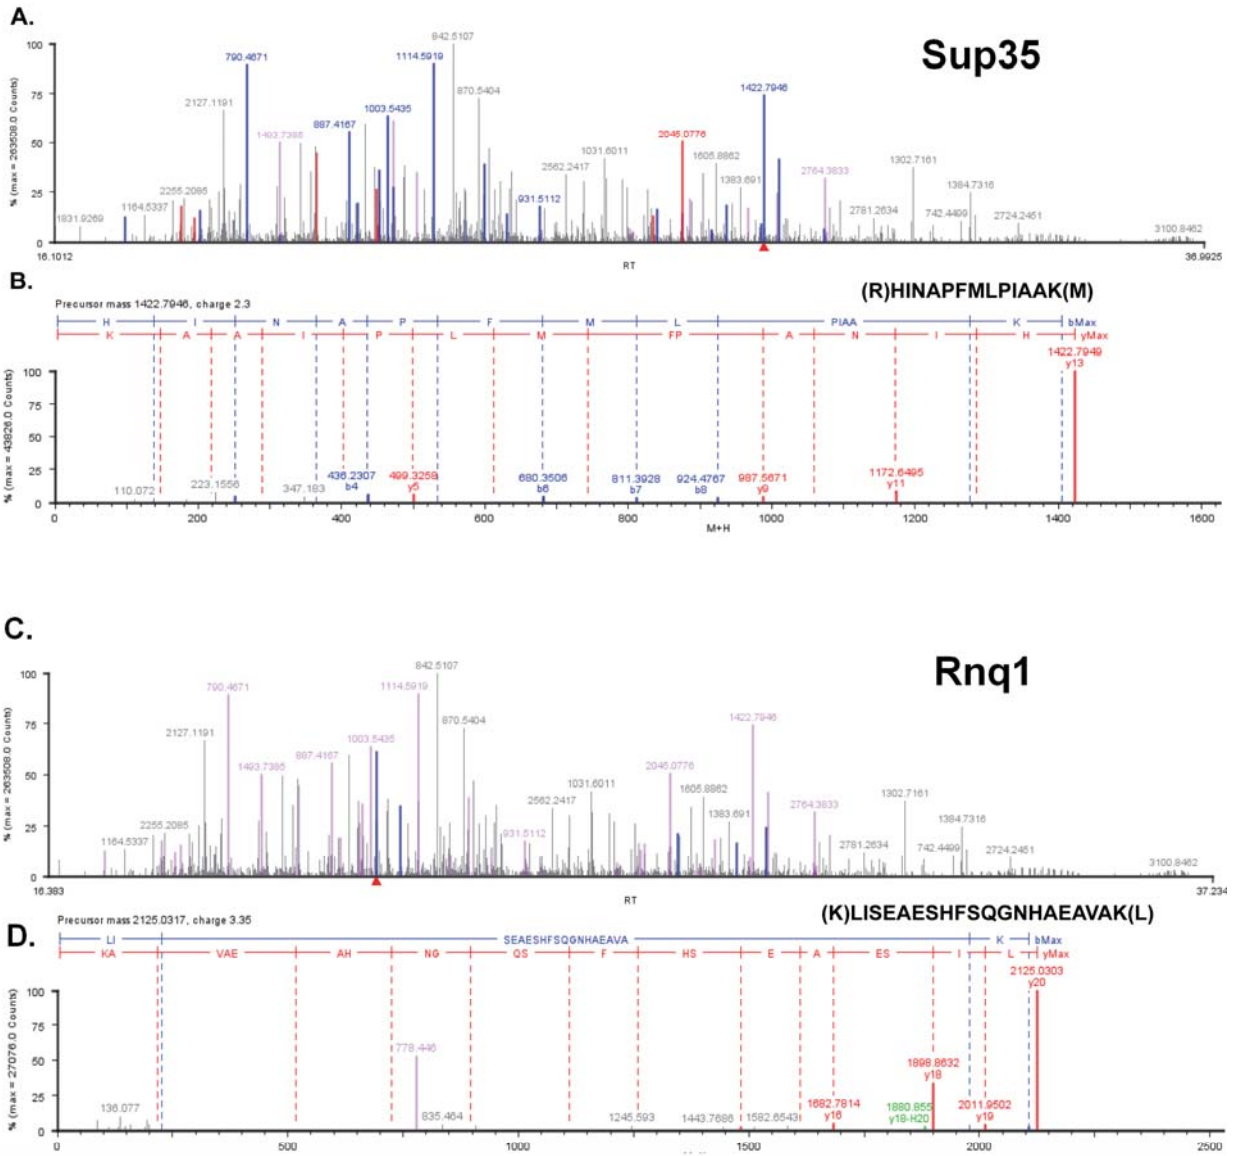 A.
Sup35
842.5107
790.4671
1114.5919
870.5404
2127.1191
1003.5435
1422.7946
887.4167
1493.7385
2046.0776
1031.6011
1605.8862
1302.7161
2562.2417
1383.691
2764.3833
1384.7316
2255.2085
931.5112
1831.9269
1164.5337
2781.2634
742.4499
2724.2461
3100.8462
% (max = 263508.0 Counts)
100
75
50
25
0
16.1012
RT
36.9925
B.
(R)HINAPFMLPIAAK(M)
Precursor mass 1422.7946, charge 2.3
H I N A P F M L PIAA K bMax
K A A I P L M FP A N I H yMax
1422.7949
y13
% (max = 43826.0 Counts)
100
75
50
25
0
110.072
223.1556
347.183
436.2307
b4
499.3258
y5
680.3506
b6
811.3928
b7
924.4767
b8
987.5671
y9
1172.6495
y11
0 200 400 600 800 1000 1200 1400 1600
M+H
C.
Rnq1
842.5107
790.4671
1114.5919
870.5404
2127.1191
1003.5435
1422.7946
887.4167
1493.7385
2046.0776
1031.6011
1605.8862
1302.7161
2562.2417
1383.691
2764.3833
1384.7316
2255.2085
931.5112
1164.5337
2781.2634
742.4499
2724.2461
3100.8462
% (max = 263508.0 Counts)
100
75
50
25
0
16.383
RT
37.234
(K)LISEAESHFSQGNHAEAVAK(L)
D.
Precursor mass 2125.0317, charge 3.35
LI SEAESHFSQGNHAEAVA K bMax
KA VAE AH NG QS F HS E A ES I L yMax
2125.0303
y20
% (max = 27076.0 Counts)
100
75
50
25
0
136.077
778.446
835.464
1245.593
1443.7686
1582.6543
1682.7814
y16
1880.855
y18-H20
1898.8632
y18
2011.9502
y19
0 500 1000 1500 2000 2500